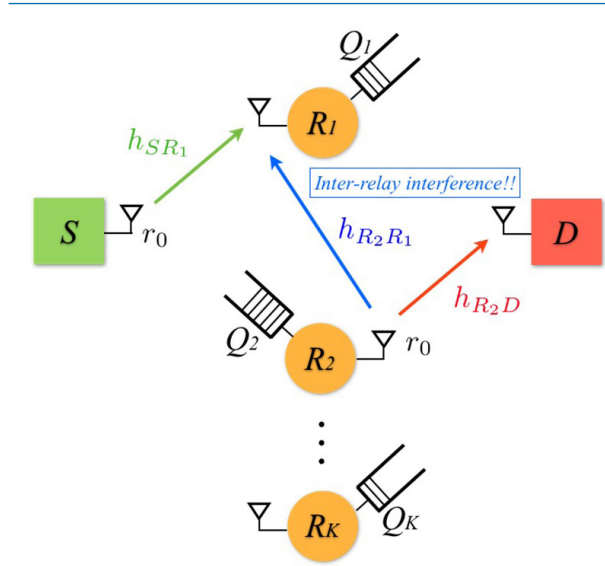 Q1
R1
hSR1
Inter-relay interference!!
S
r0
hR2R1
D
hR2D
Q2
R2
r0
RK
QK